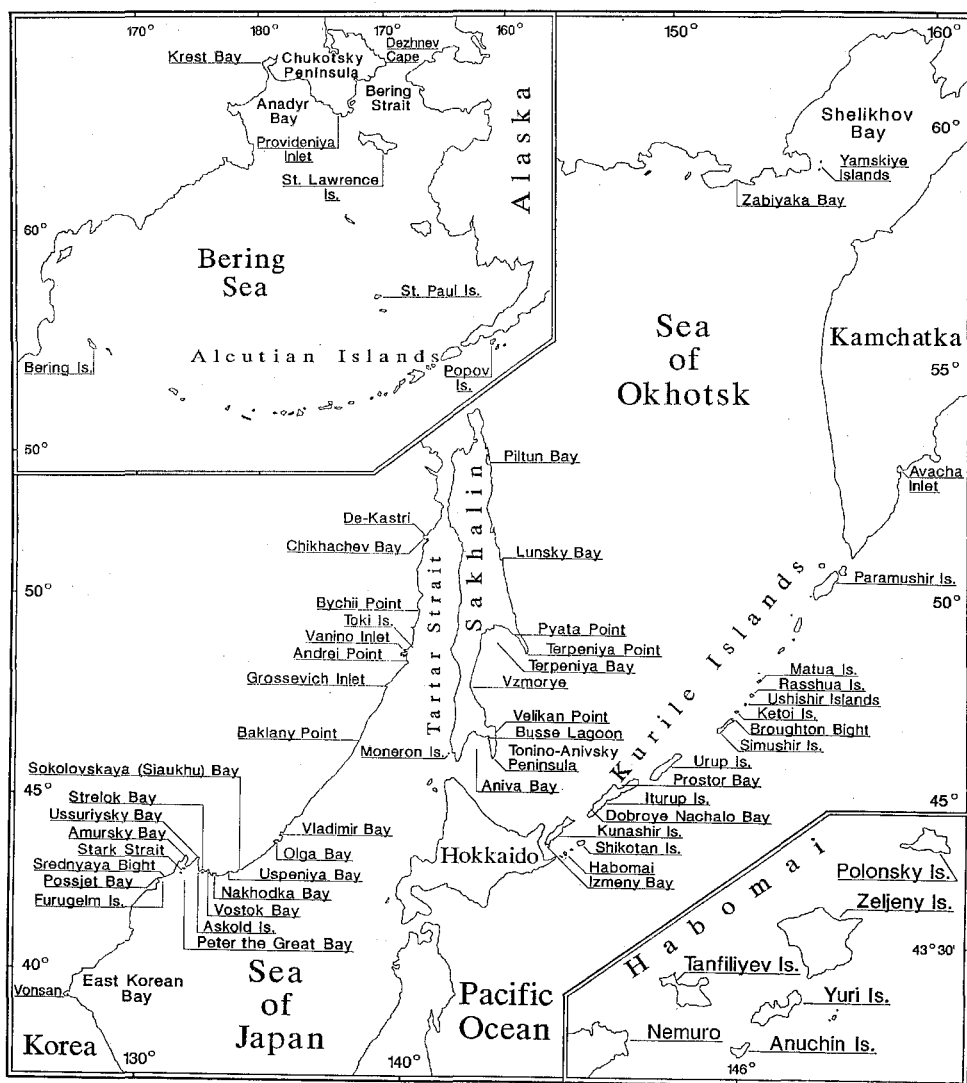 170° 180° 170° 160°
150° 160°
Krest Bay
Chukotsky
Peninsula
Dezhnev
Cape
Anadyr
Bay
Bering
Strait
Provideniya
Inlet
St. Lawrence
Is.
Alaska
60°
Bering
Sea
St. Paul Is.
Alcutian Islands
Bering Is.
Popov
Is.
50°
Shelikhov
Bay
60°
Yamskiye
Islands
Zabiyaka Bay
Sea
of
Okhotsk
Kamchatka
55°
Avacha
Inlet
Piltun Bay
De-Kastri
Chikhachev Bay
Lunsky Bay
Tartar Strait
Sakhalin
Kurile Islands
Paramushir Is.
50°
50°
Bychii Point
Toki Is.
Vanino Inlet
Andrei Point
Grossevich Inlet
Pyata Point
Terpeniya Point
Terpeniya Bay
Vzmorye
Matua Is.
Rasshua Is.
Ushishir Islands
Ketoi Is.
Broughton Bight
Simushir Is.
Baklany Point
Velikan Point
Busse Lagoon
Tonino-Anivsky
Peninsula
Moneron Is.
Aniva Bay
Urup Is.
Prostor Bay
Iturup Is.
Dobroye Nachalo Bay
Kunashir Is.
Shikotan Is.
Habomai
Izmeny Bay
Sokolovskaya (Siaukhu) Bay
45°
45°
Strelok Bay
Ussuriysky Bay
Amursky Bay
Stark Strait
Srednyaya Bight
Possjet Bay
Furugelm Is.
Vladimir Bay
Olga Bay
Uspeniya Bay
Nakhodka Bay
Vostok Bay
Askold Is.
Peter the Great Bay
Hokkaido
40°
East Korean
Bay
Vonsan
Korea
Sea
of
Japan
Pacific
Ocean
130° 140°
Habomai
Polonsky Is.
Zeljeny Is.
43°30'
Tanfiliyev Is.
Yuri Is.
Nemuro
Anuchin Is.
146°